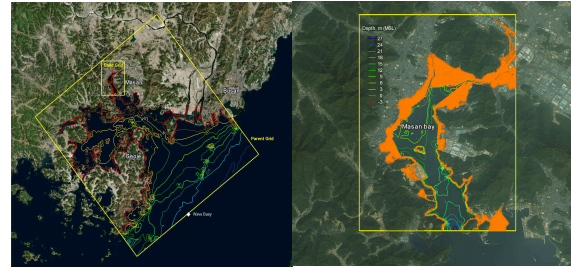 Child Grid
Masan
Busan
Parent Grid
Geoje
Wave Buoy
Depth, m (MSL)
27
24
21
18
15
12
9
6
3
0
-3
Masan bay